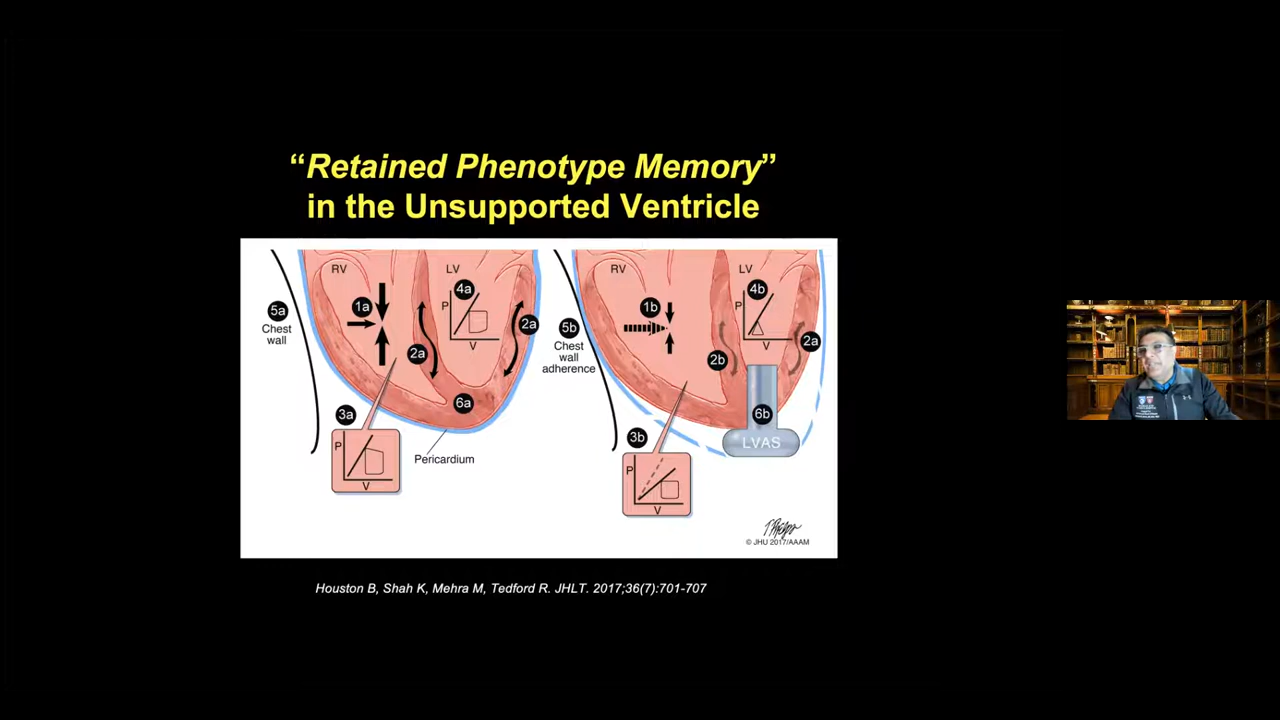 “Retained Phenotype Memory”
in the Unsupported Ventricle
RV
LV
4a
P
V
1a
5a
Chest
wall
2a
2a
6a
3a
P
V
Pericardium
RV
LV
4b
P
V
1b
5b
Chest
wall
adherence
2b
2a
6b
LVAS
3b
P
V
© JHU 2017/AAAM
Houston B, Shah K, Mehra M, Tedford R. JHLT. 2017;36(7):701-707